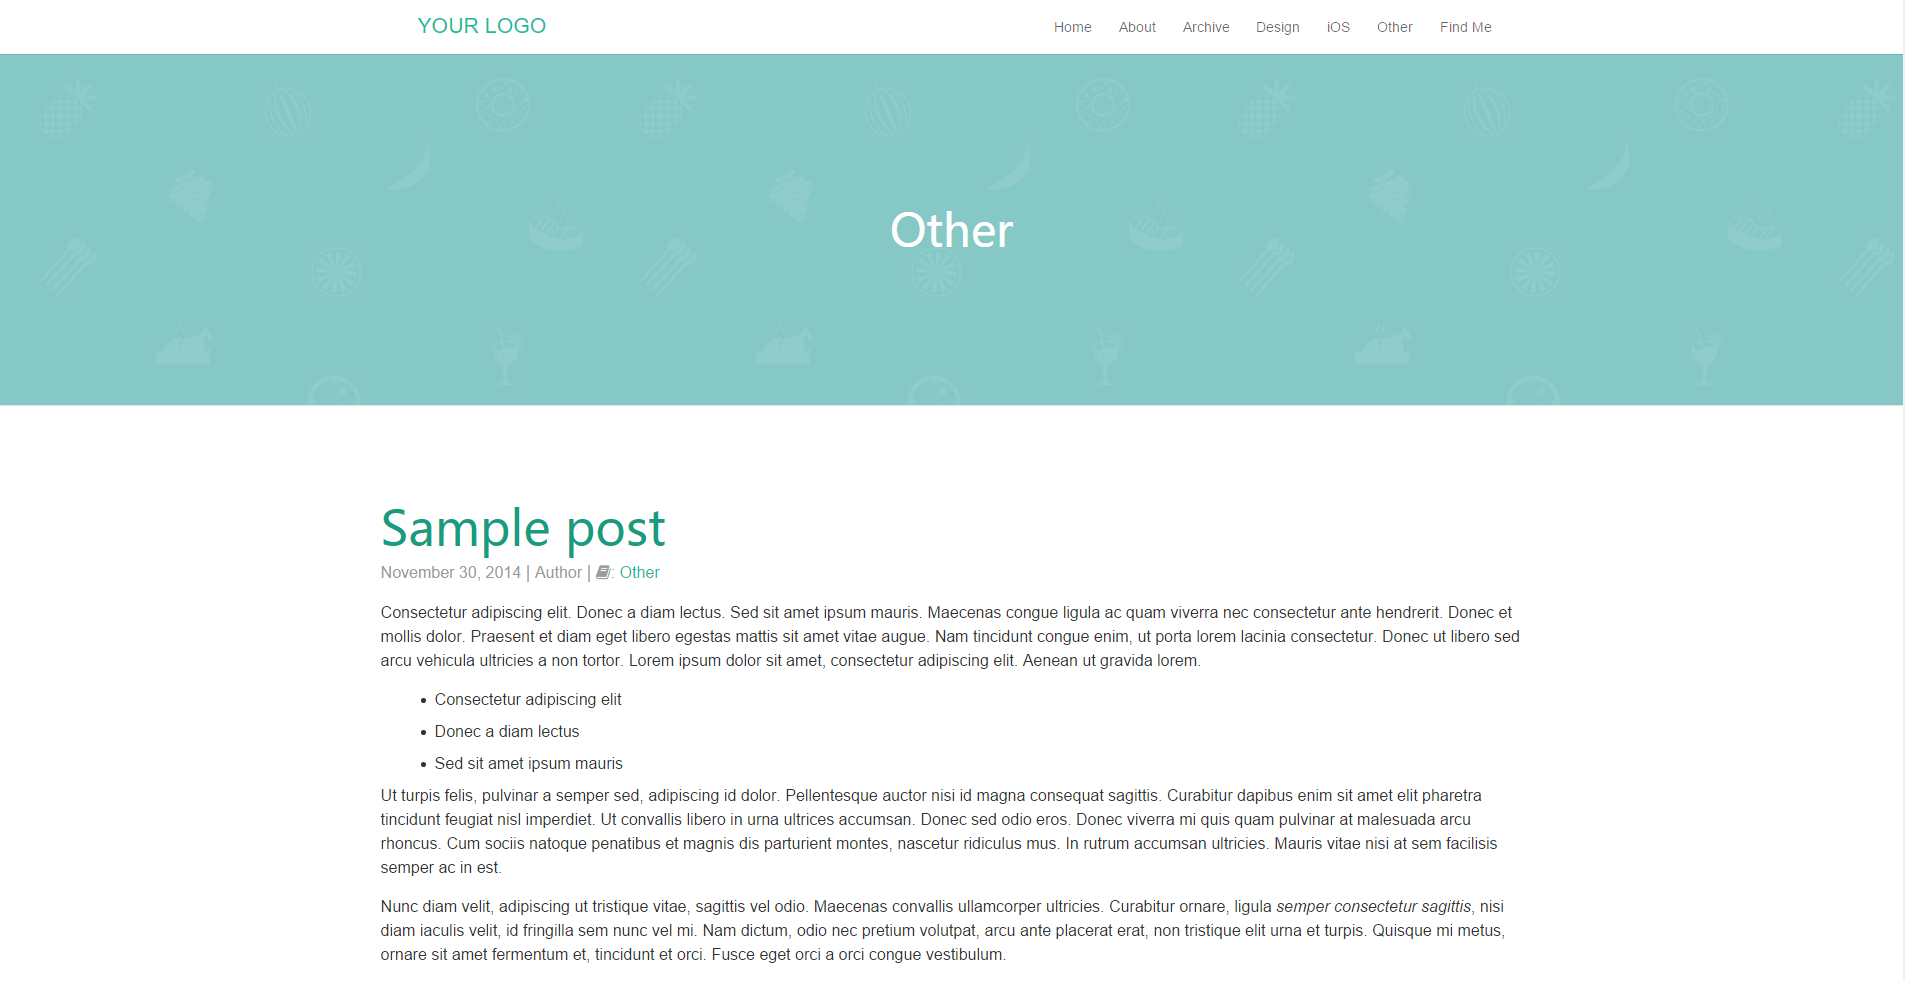 YOUR LOGO
Home About Archive Design iOS Other Find Me
Other
Sample post
November 30, 2014 | Author | : Other
Consectetur adipiscing elit. Donec a diam lectus. Sed sit amet ipsum mauris. Maecenas congue ligula ac quam viverra nec consectetur ante hendrerit. Donec et
mollis dolor. Praesent et diam eget libero egestas mattis sit amet vitae augue. Nam tincidunt congue enim, ut porta lorem lacinia consectetur. Donec ut libero sed
arcu vehicula ultricies a non tortor. Lorem ipsum dolor sit amet, consectetur adipiscing elit. Aenean ut gravida lorem.
• Consectetur adipiscing elit
• Donec a diam lectus
• Sed sit amet ipsum mauris
Ut turpis felis, pulvinar a semper sed, adipiscing id dolor. Pellentesque auctor nisi id magna consequat sagittis. Curabitur dapibus enim sit amet elit pharetra
tincidunt feugiat nisl imperdiet. Ut convallis libero in urna ultrices accumsan. Donec sed odio eros. Donec viverra mi quis quam pulvinar at malesuada arcu
rhoncus. Cum sociis natoque penatibus et magnis dis parturient montes, nascetur ridiculus mus. In rutrum accumsan ultricies. Mauris vitae nisi at sem facilisis
semper ac in est.
Nunc diam velit, adipiscing ut tristique vitae, sagittis vel odio. Maecenas convallis ullamcorper ultricies. Curabitur ornare, ligula semper consectetur sagittis, nisi
diam iaculis velit, id fringilla sem nunc vel mi. Nam dictum, odio nec pretium volutpat, arcu ante placerat erat, non tristique elit urna et turpis. Quisque mi metus,
ornare sit amet fermentum et, tincidunt et orci. Fusce eget orci a orci congue vestibulum.